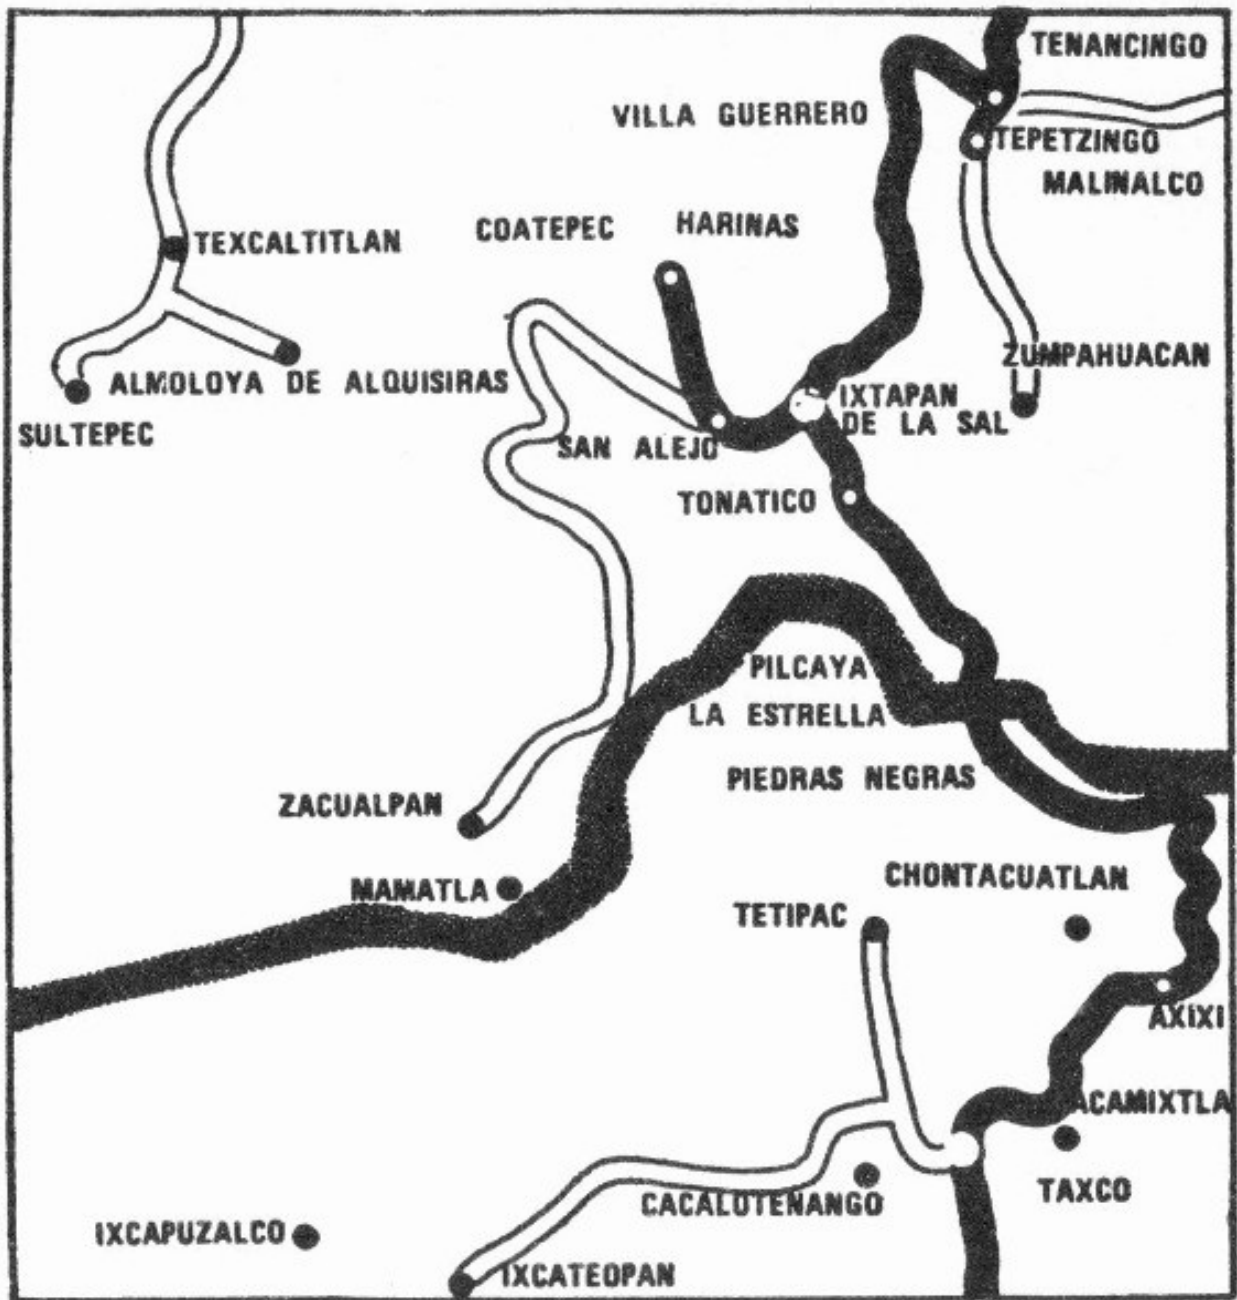 TENANCINGO
VILLA GUERRERO
TEPETZINGO
MALINALCO
COATEPEC HARINAS
TEXCALTITLAN
ZUMPAHUACAN
ALMOLOYA DE ALQUISIRAS
IXTAPAN
DE LA SAL
SULTEPEC
SAN ALEJO
TONATICO
PILCAYA
LA ESTRELLA
PIEDRAS NEGRAS
ZACUALPAN
MAMATLA
CHONTACUATLAN
TETIPAC
AXIXI
ACAMIXTLA
TAXCO
CACALOTENANGO
IXCAPUZALCO
IXCATEOPAN